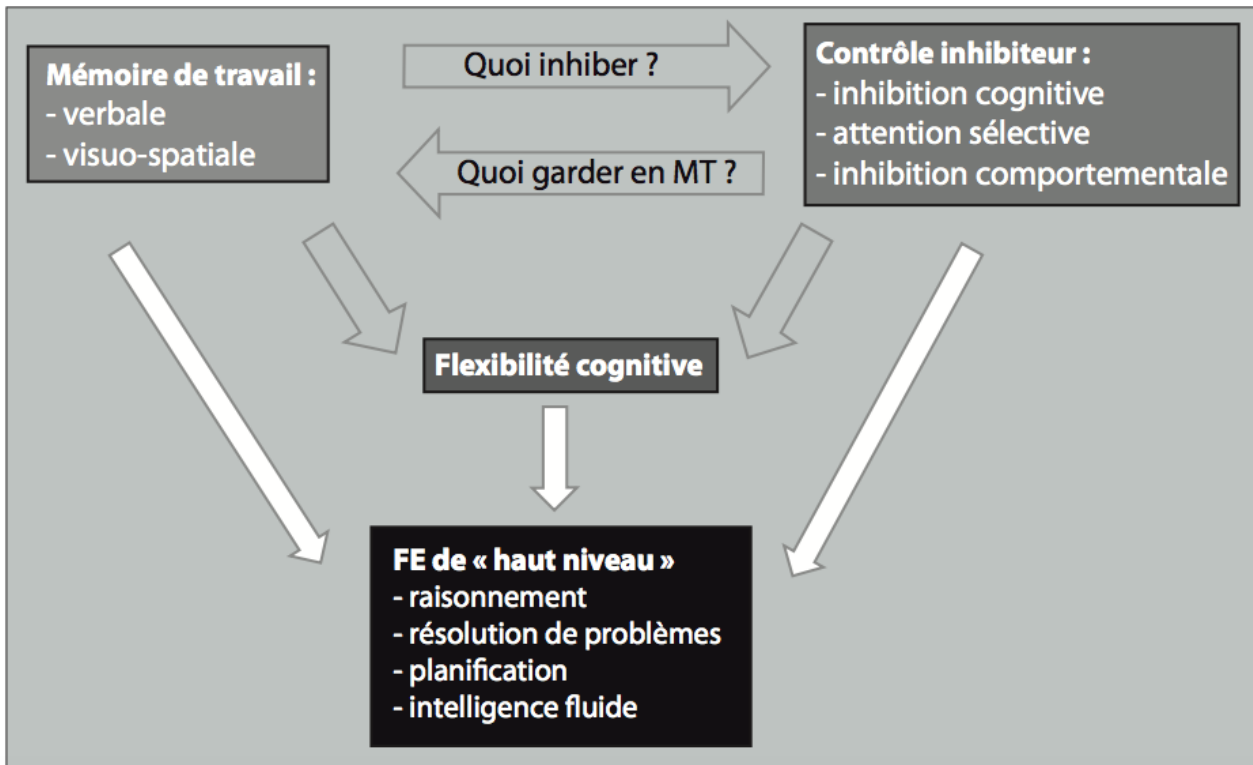 Mémoire de travail :
- verbale
- visuo-spatiale
Quoi inhiber ?
Quoi garder en MT ?
Contrôle inhibiteur :
- inhibition cognitive
- attention sélective
- inhibition comportementale
Flexibilité cognitive
FE de « haut niveau »
- raisonnement
- résolution de problèmes
- planification
- intelligence fluide